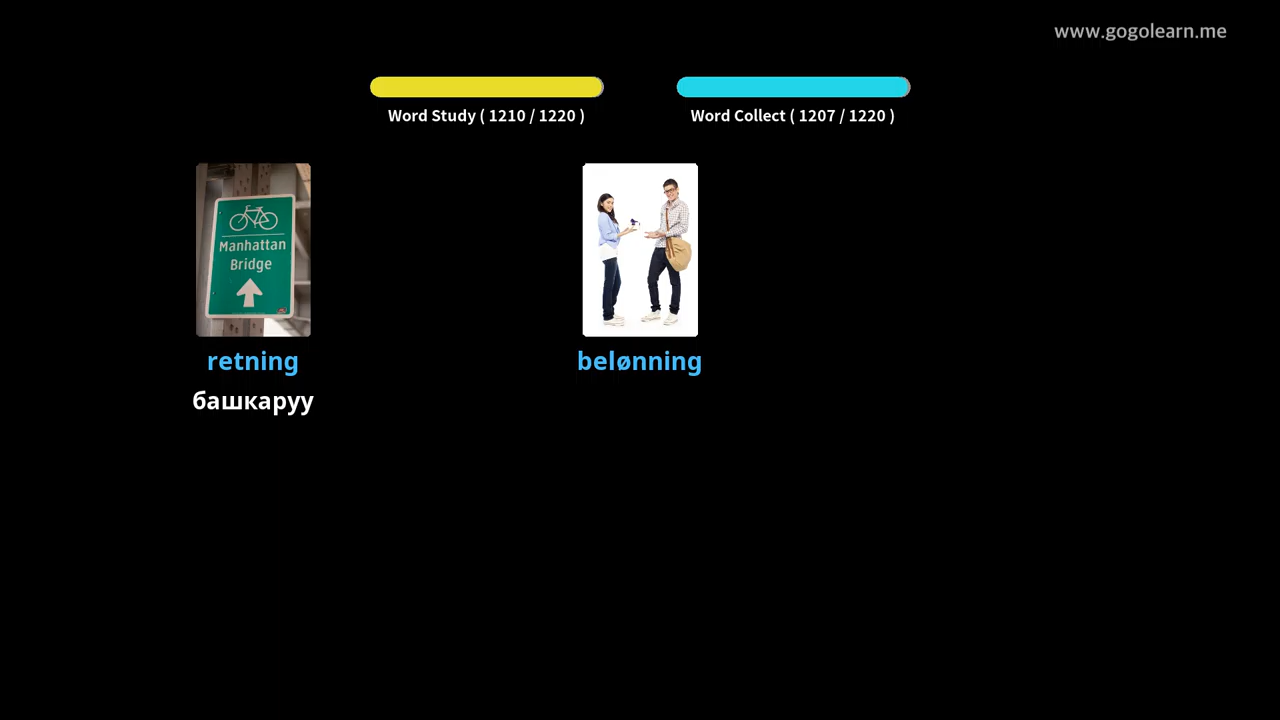 www.gogolearn.me
Word Study ( 1210 / 1220 )
Word Collect ( 1207 / 1220 )
Manhattan
Bridge
retning
belønning
башкаруу